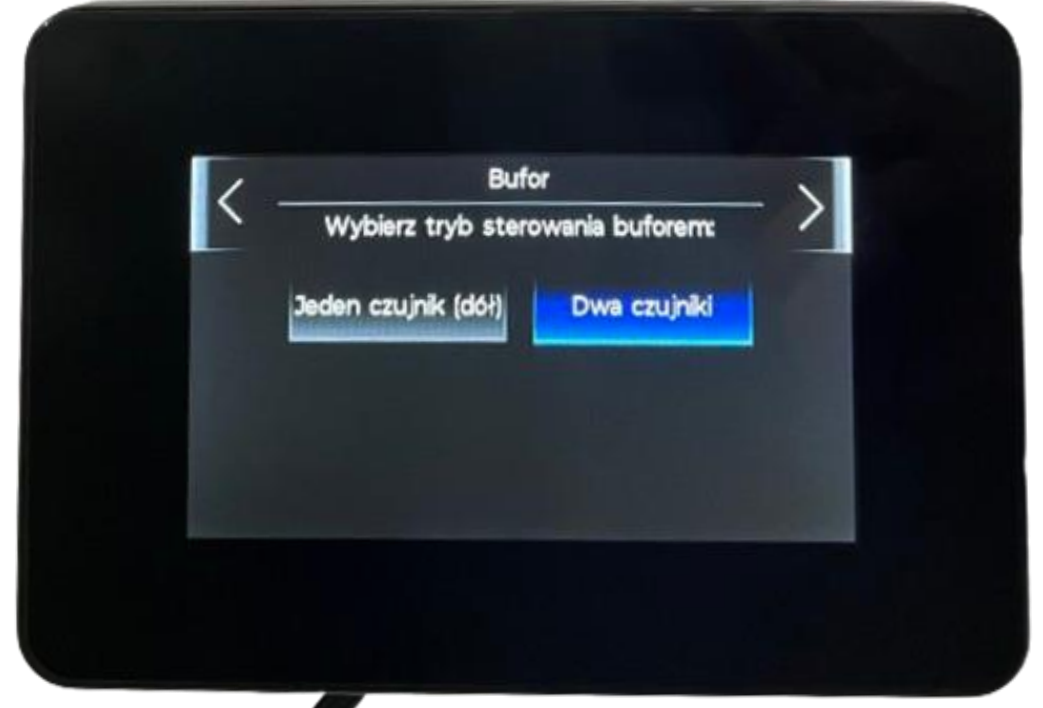 Bufor
Wybierz tryb sterowania buforem:
Jeden czujnik (dół)
Dwa czujniki